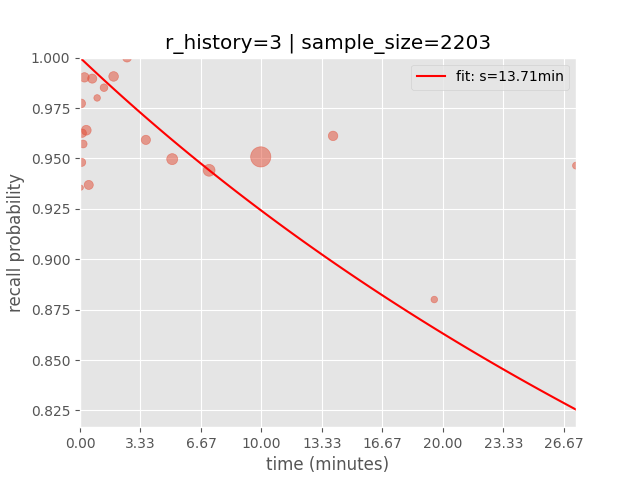 r_history=3 | sample_size=2203
fit: s=13.71min
recall probability
1.000
0.975
0.950
0.925
0.900
0.875
0.850
0.825
0.00 3.33 6.67 10.00 13.33 16.67 20.00 23.33 26.67
time (minutes)